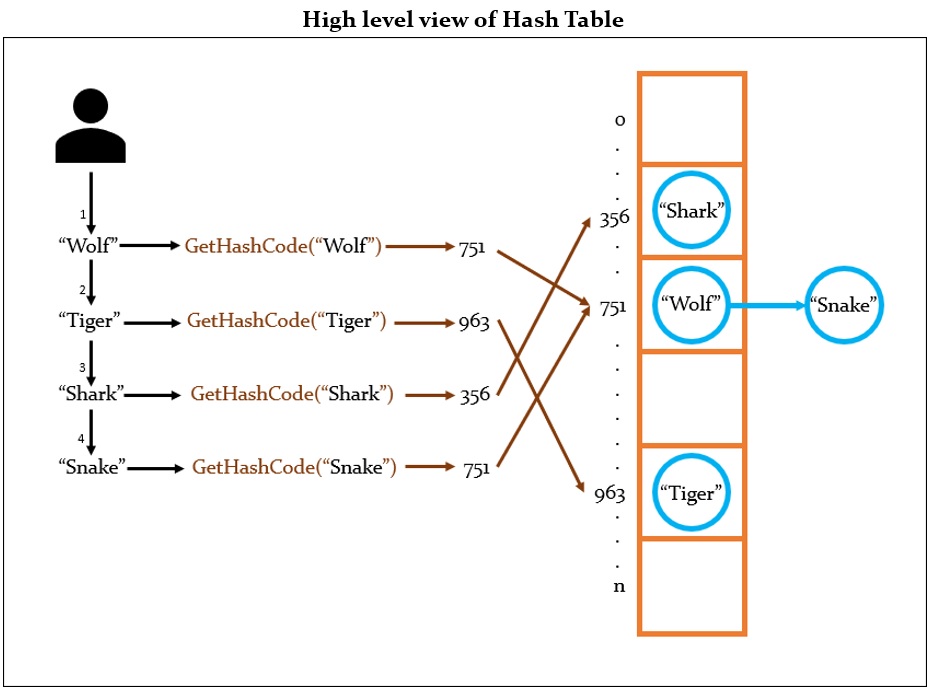 High level view of Hash Table
1
“Wolf”
GetHashCode(“Wolf”)
751
2
“Tiger”
GetHashCode(“Tiger”)
963
3
“Shark”
GetHashCode(“Shark”)
356
4
“Snake”
GetHashCode(“Snake”)
751
0
.
.
.
356
“Shark”
.
.
751
“Wolf”
“Snake”
.
.
.
.
.
963
“Tiger”
.
.
.
n